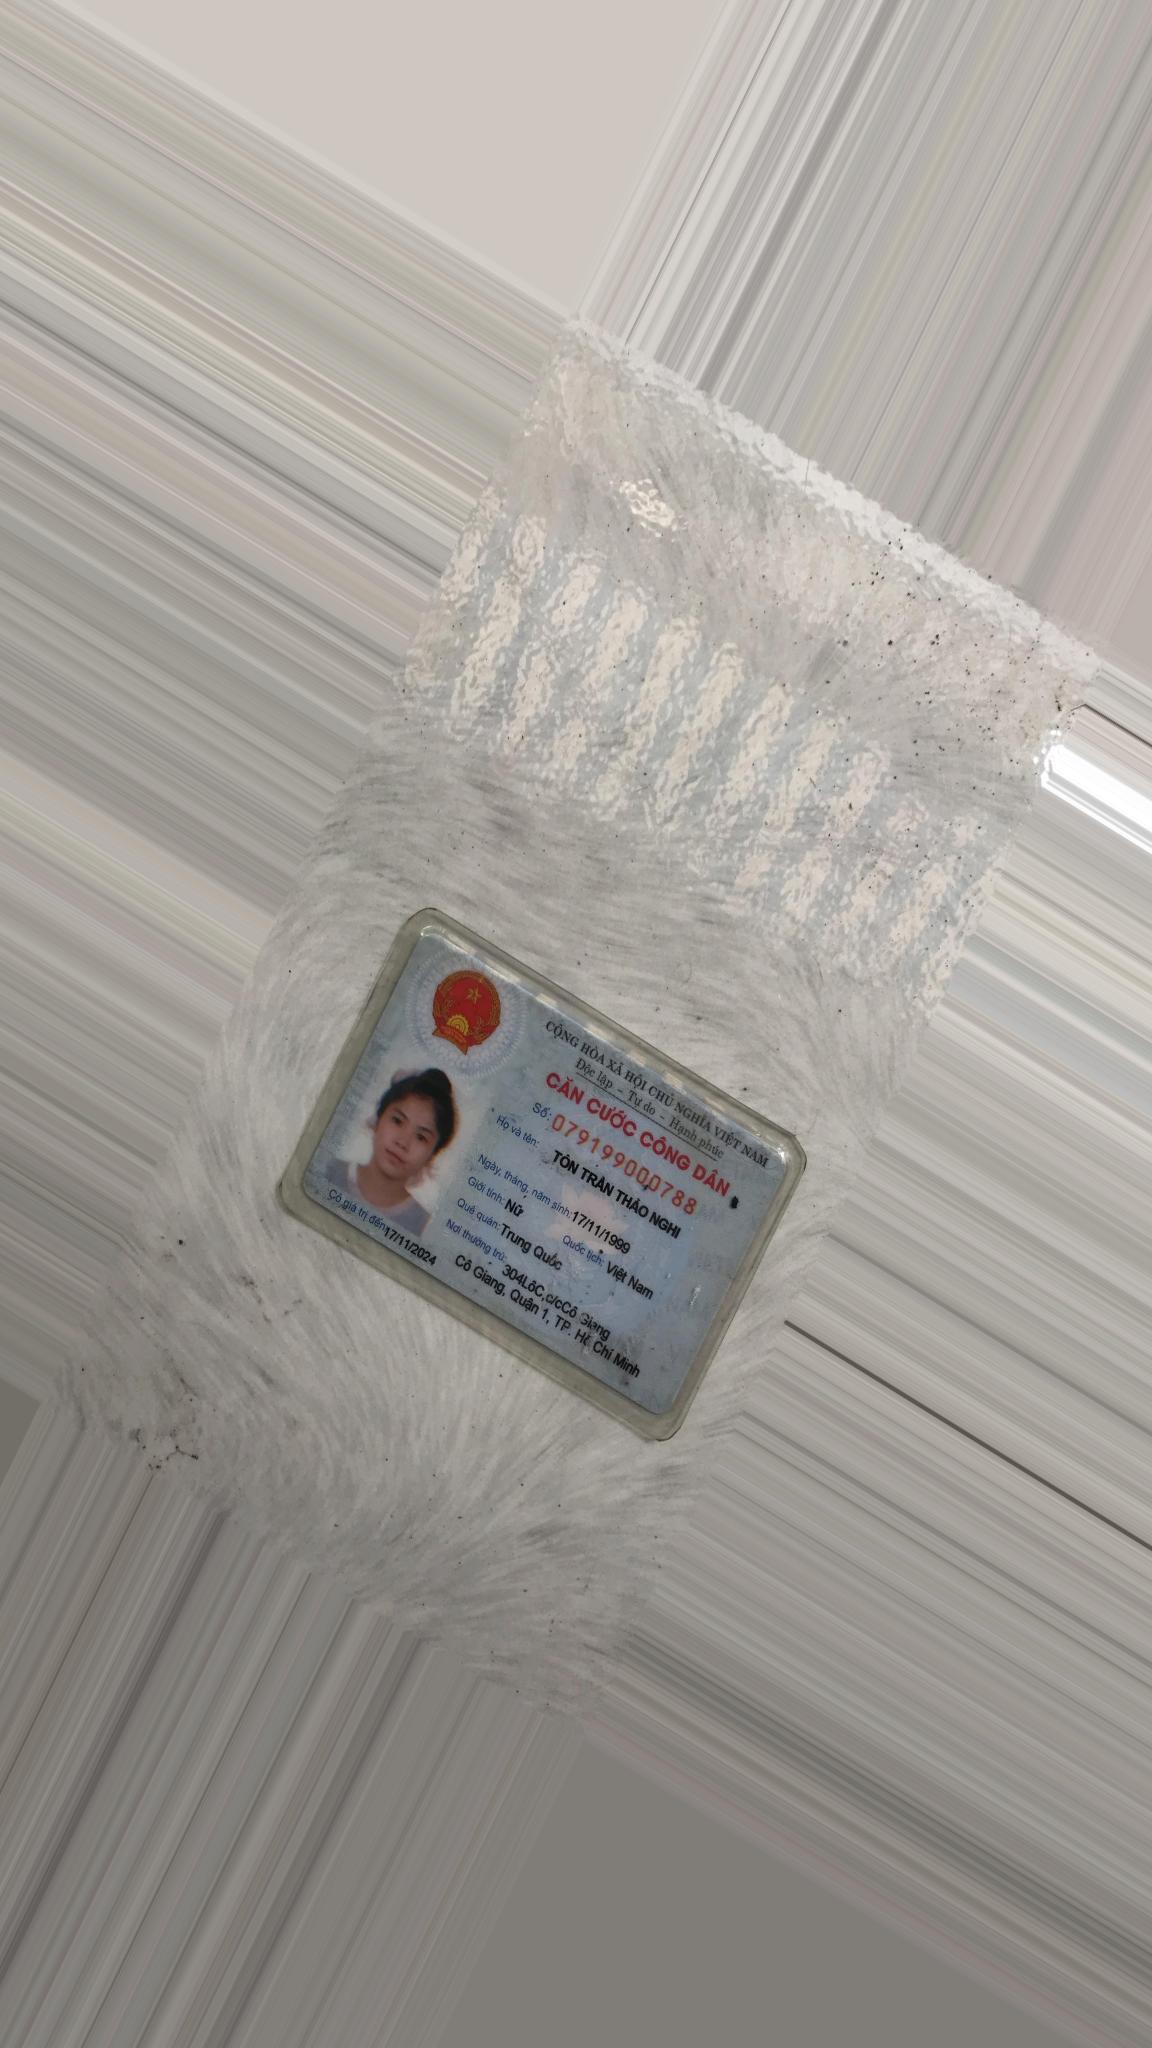 CỘNG HÒA XÃ HỘI CHỦ NGHĨA VIỆT NAM
Độc lập - Tự do - Hạnh phúc
CĂN CƯỚC CÔNG DÂN
Số: 079199000788
Họ và tên:
TÔN TRẦN THẢO NGHI
Ngày, tháng, năm sinh: 17/11/1999
Giới tính: Nữ Quốc tịch: Việt Nam
Quê quán: Trung Quốc
Nơi thường trú: 304LôC,c/cCô Giang
Cô Giang, Quận 1, TP. Hồ Chí Minh
Có giá trị đến 17/11/2024